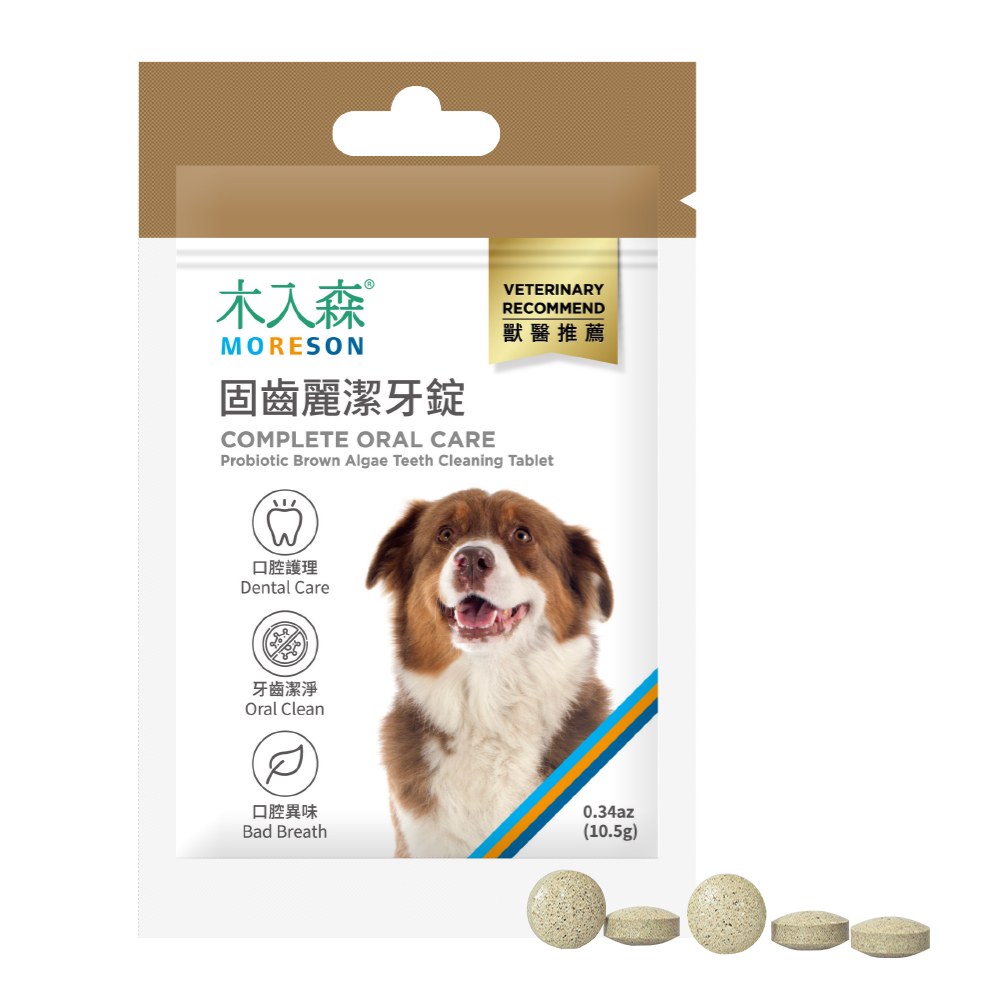 木入森®
MORESON
VETERINARY
RECOMMEND
獸醫推薦
固齒麗潔牙錠
COMPLETE ORAL CARE
Probiotic Brown Algae Teeth Cleaning Tablet
口腔護理
Dental Care
牙齒潔淨
Oral Clean
口腔異味
Bad Breath
0.34az
(10.5g)